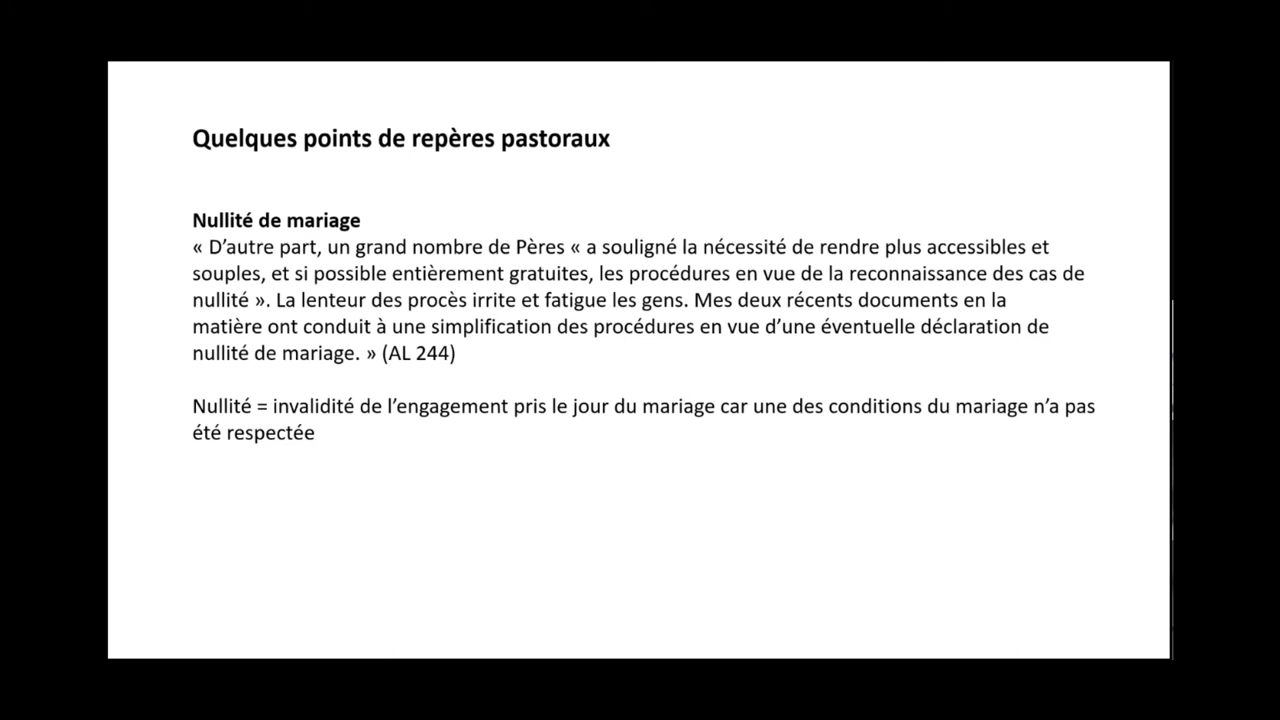 Quelques points de repères pastoraux
Nullité de mariage
« D’autre part, un grand nombre de Pères « a souligné la nécessité de rendre plus accessibles et
souples, et si possible entièrement gratuites, les procédures en vue de la reconnaissance des cas de
nullité ». La lenteur des procès irrite et fatigue les gens. Mes deux récents documents en la
matière ont conduit à une simplification des procédures en vue d’une éventuelle déclaration de
nullité de mariage. » (AL 244)
Nullité = invalidité de l’engagement pris le jour du mariage car une des conditions du mariage n’a pas
été respectée